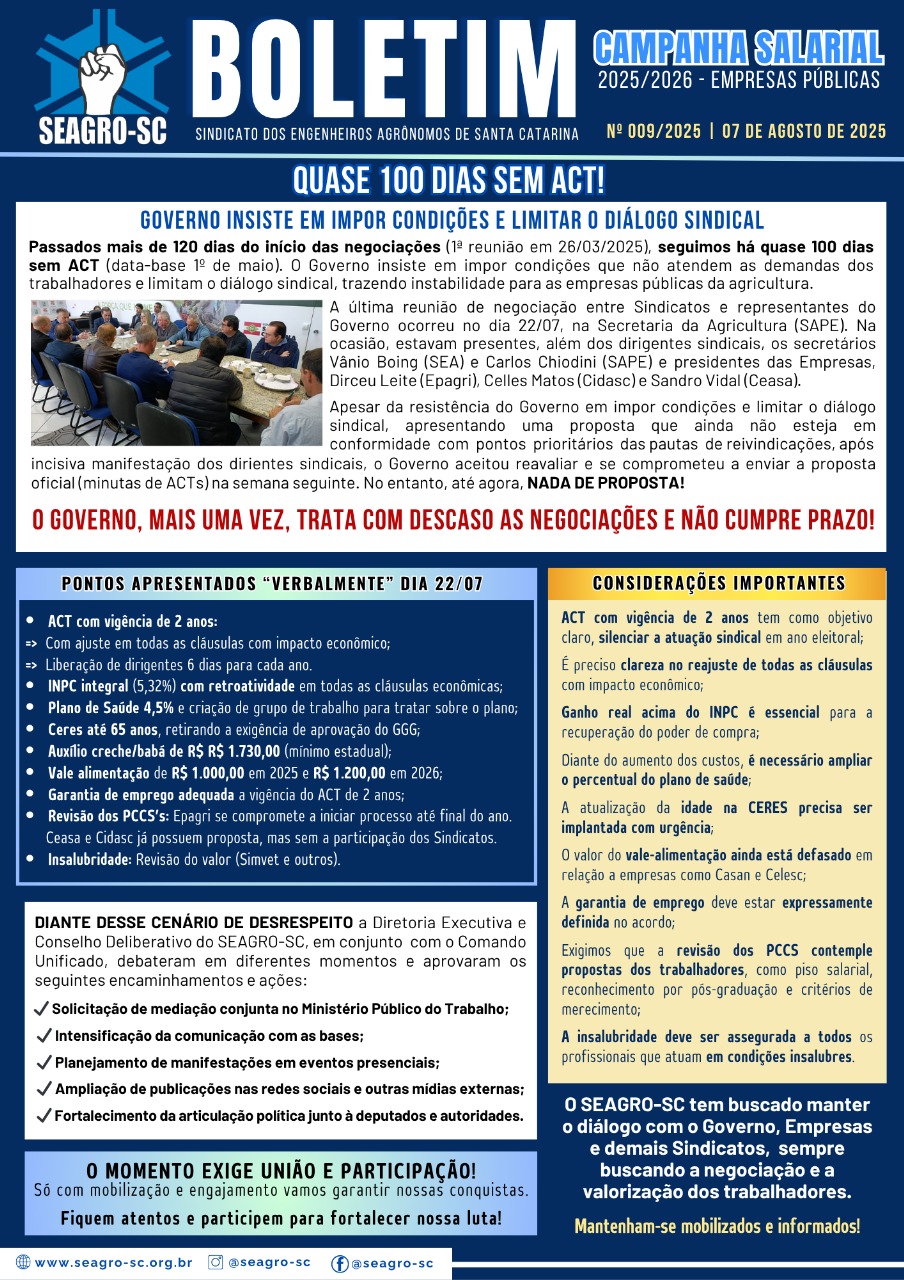 SEAGRO-SC
BOLETIM
SINDICATO DOS ENGENHEIROS AGRÔNOMOS DE SANTA CATARINA
CAMPANHA SALARIAL
2025/2026 - EMPRESAS PÚBLICAS
Nº 009/2025 | 07 DE AGOSTO DE 2025
QUASE 100 DIAS SEM ACT!
GOVERNO INSISTE EM IMPOR CONDIÇÕES E LIMITAR O DIÁLOGO SINDICAL
Passados mais de 120 dias do início das negociações (1ª reunião em 26/03/2025), seguimos há quase 100 dias
sem ACT (data-base 1º de maio). O Governo insiste em impor condições que não atendem as demandas dos
trabalhadores e limitam o diálogo sindical, trazendo instabilidade para as empresas públicas da agricultura.
A última reunião de negociação entre Sindicatos e representantes do
Governo ocorreu no dia 22/07, na Secretaria da Agricultura (SAPE). Na
ocasião, estavam presentes, além dos dirigentes sindicais, os secretários
Vânio Boing (SEA) e Carlos Chiodini (SAPE) e presidentes das Empresas,
Dirceu Leite (Epagri), Celles Matos (Cidasc) e Sandro Vidal (Ceasa).
Apesar da resistência do Governo em impor condições e limitar o diálogo
sindical, apresentando uma proposta que ainda não esteja em
conformidade com pontos prioritários das pautas de reivindicações, após
incisiva manifestação dos dirientes sindicais, o Governo aceitou reavaliar e se comprometeu a enviar a proposta
oficial (minutas de ACTs) na semana seguinte. No entanto, até agora, NADA DE PROPOSTA!
O GOVERNO, MAIS UMA VEZ, TRATA COM DESCASO AS NEGOCIAÇÕES E NÃO CUMPRE PRAZO!
PONTOS APRESENTADOS “VERBALMENTE” DIA 22/07
• ACT com vigência de 2 anos:
=> Com ajuste em todas as cláusulas com impacto econômico;
=> Liberação de dirigentes 6 dias para cada ano.
• INPC integral (5,32%) com retroatividade em todas as cláusulas econômicas;
• Plano de Saúde 4,5% e criação de grupo de trabalho para tratar sobre o plano;
• Ceres até 65 anos, retirando a exigência de aprovação do GGG;
• Auxílio creche/babá de R$ R$ 1.730,00 (mínimo estadual);
• Vale alimentação de R$ 1.000,00 em 2025 e R$ 1.200,00 em 2026;
• Garantia de emprego adequada a vigência do ACT de 2 anos;
• Revisão dos PCCS’s: Epagri se compromete a iniciar processo até final do ano.
Ceasa e Cidasc já possuem proposta, mas sem a participação dos Sindicatos.
• Insalubridade: Revisão do valor (Simvet e outros).
DIANTE DESSE CENÁRIO DE DESRESPEITO a Diretoria Executiva e
Conselho Deliberativo do SEAGRO-SC, em conjunto com o Comando
Unificado, debateram em diferentes momentos e aprovaram os
seguintes encaminhamentos e ações:
✓ Solicitação de mediação conjunta no Ministério Público do Trabalho;
✓ Intensificação da comunicação com as bases;
✓ Planejamento de manifestações em eventos presenciais;
✓ Ampliação de publicações nas redes sociais e outras mídias externas;
✓ Fortalecimento da articulação política junto à deputados e autoridades.
O MOMENTO EXIGE UNIÃO E PARTICIPAÇÃO!
Só com mobilização e engajamento vamos garantir nossas conquistas.
Fiquem atentos e participem para fortalecer nossa luta!
CONSIDERAÇÕES IMPORTANTES
ACT com vigência de 2 anos tem como objetivo
claro, silenciar a atuação sindical em ano eleitoral;
É preciso clareza no reajuste de todas as cláusulas
com impacto econômico;
Ganho real acima do INPC é essencial para a
recuperação do poder de compra;
Diante do aumento dos custos, é necessário ampliar
o percentual do plano de saúde;
A atualização da idade na CERES precisa ser
implantada com urgência;
O valor do vale-alimentação ainda está defasado em
relação a empresas como Casan e Celesc;
A garantia de emprego deve estar expressamente
definida no acordo;
Exigimos que a revisão dos PCCS contemple
propostas dos trabalhadores, como piso salarial,
reconhecimento por pós-graduação e critérios de
merecimento;
A insalubridade deve ser assegurada a todos os
profissionais que atuam em condições insalubres.
O SEAGRO-SC tem buscado manter
o diálogo com o Governo, Empresas
e demais Sindicatos, sempre
buscando a negociação e a
valorização dos trabalhadores.
Mantenham-se mobilizados e informados!
www.seagro-sc.org.br @seagro-sc @seagro-sc